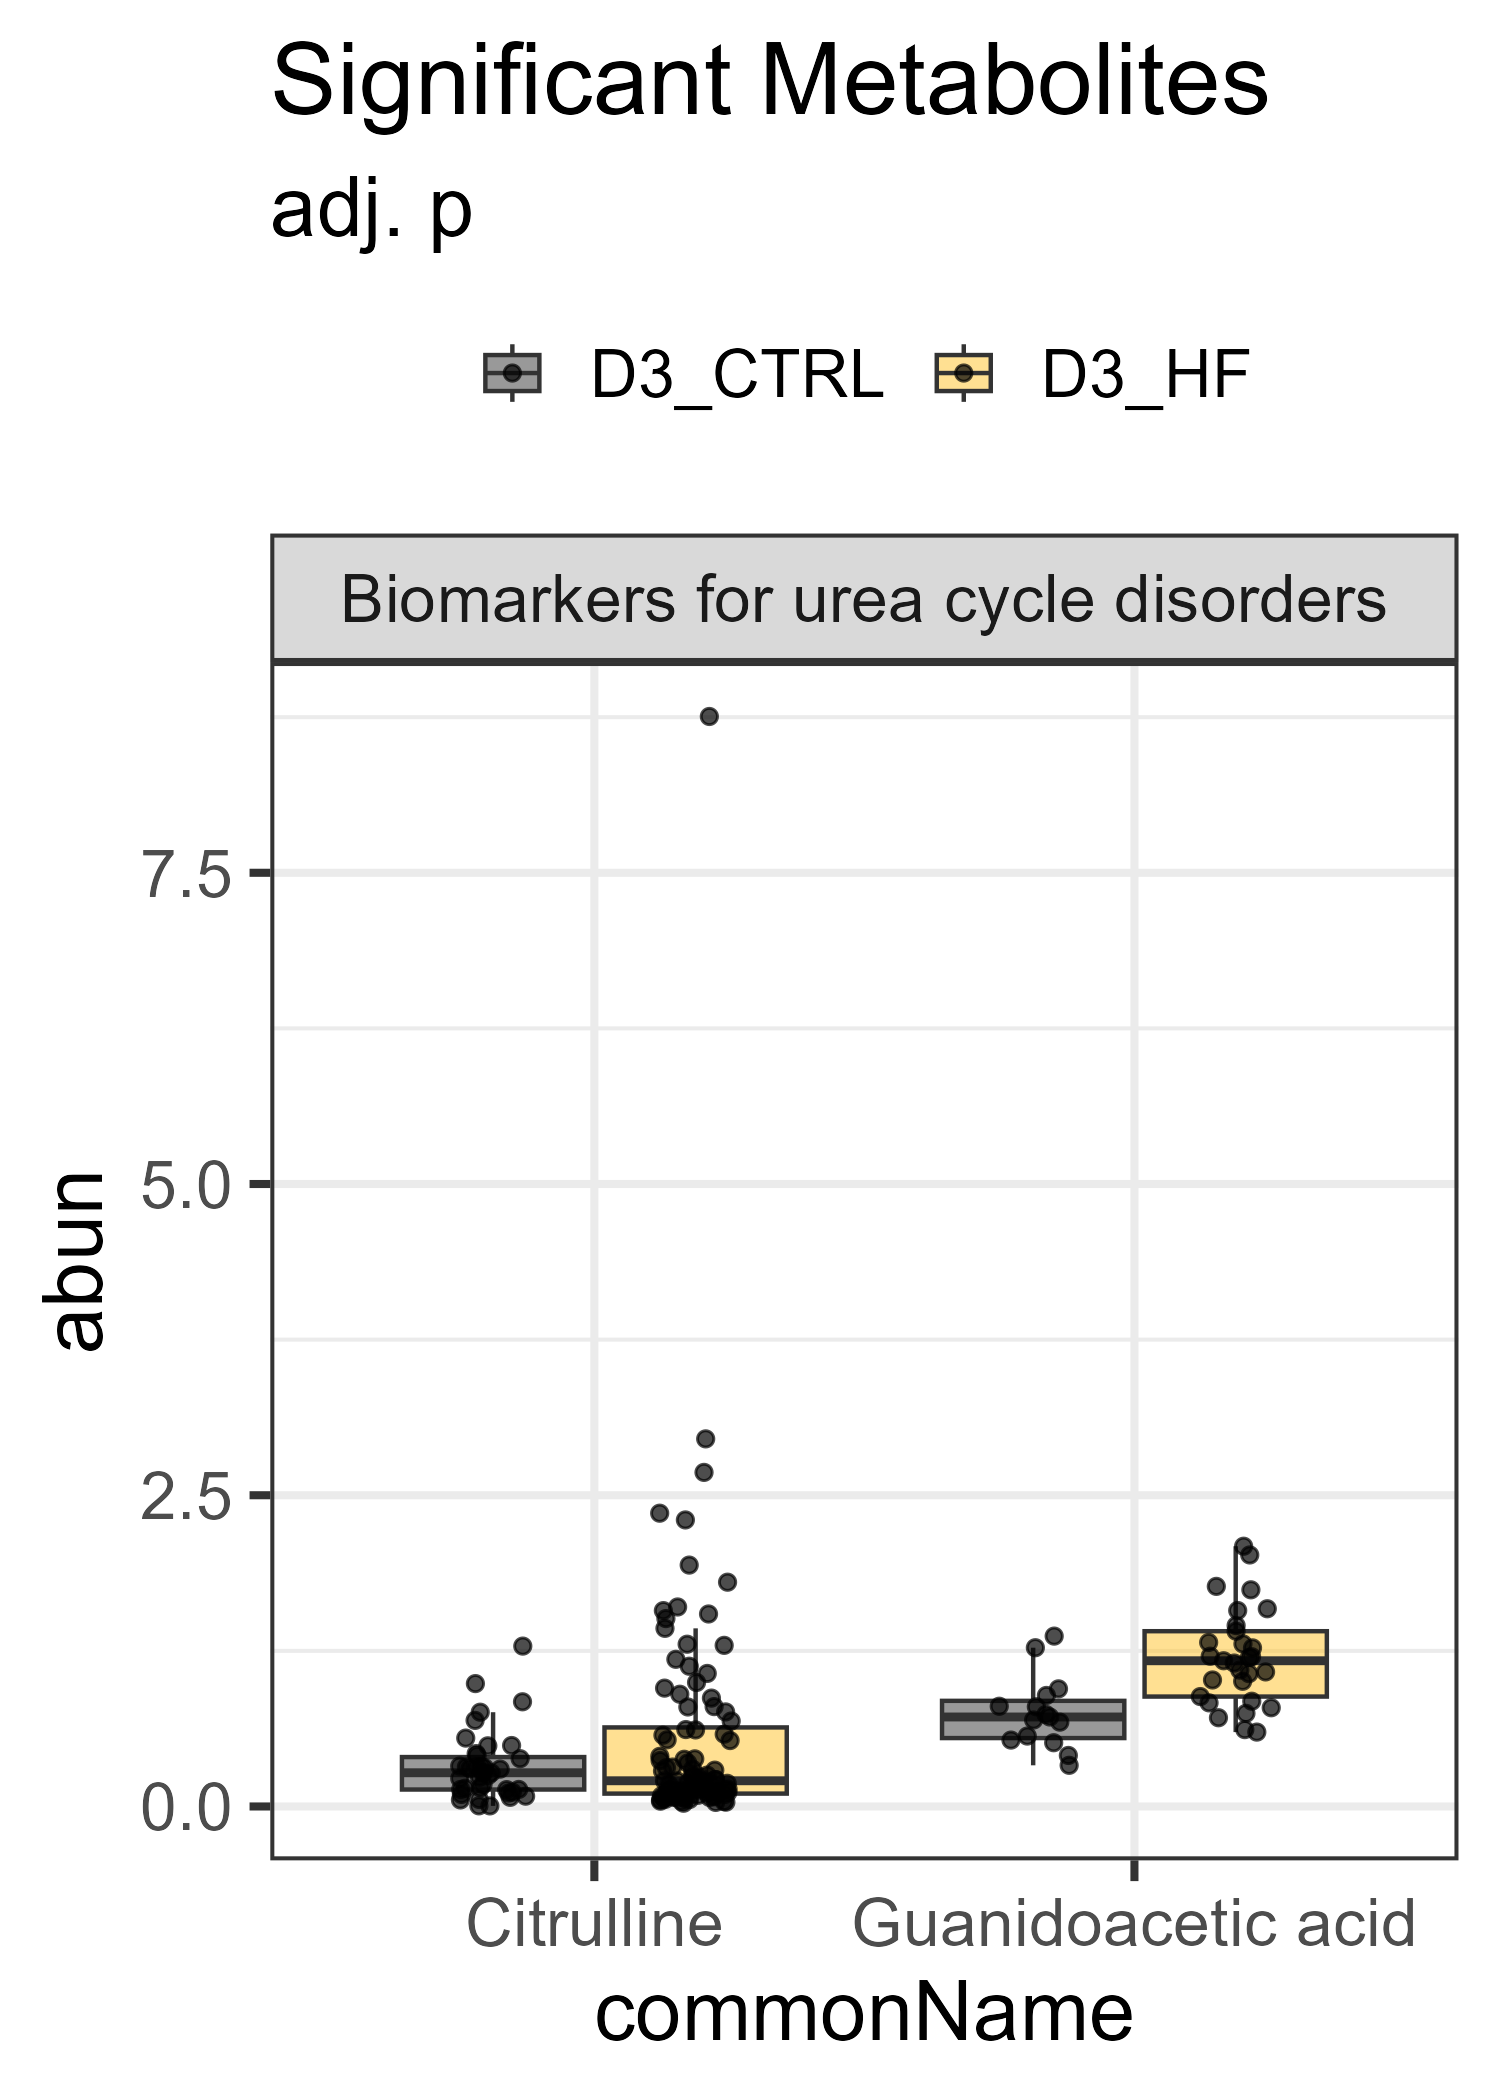 Significant Metabolites
adj. p
D3_CTRL D3_HF
Biomarkers for urea cycle disorders
7.5
5.0
2.5
0.0
abun
Citrulline Guanidoacetic acid
commonName